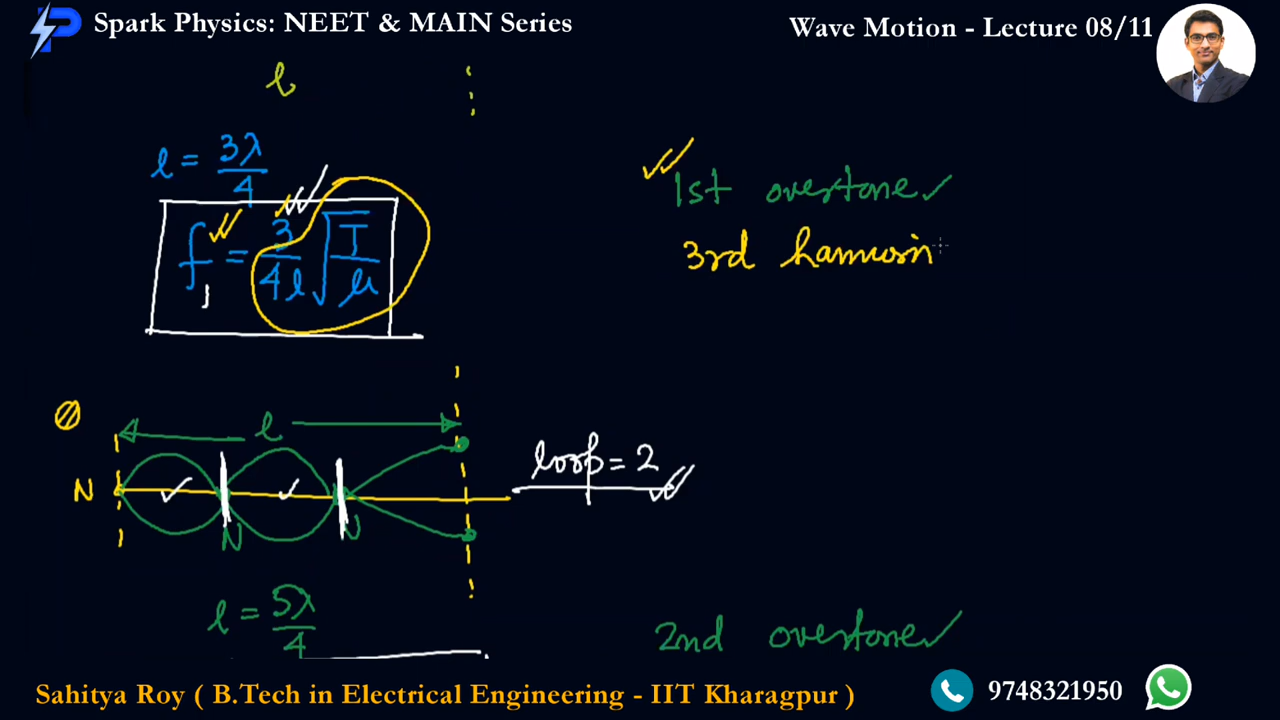 Spark Physics: NEET & MAIN Series
Wave Motion - Lecture 08/11
l
l = 3λ/4
f₁ = 3/4l √T/μ
1st overtone
3rd hamorni
l
loop = 2
N
N
N
l = 5λ/4
2nd overtone
Sahitya Roy ( B.Tech in Electrical Engineering - IIT Kharagpur )
9748321950